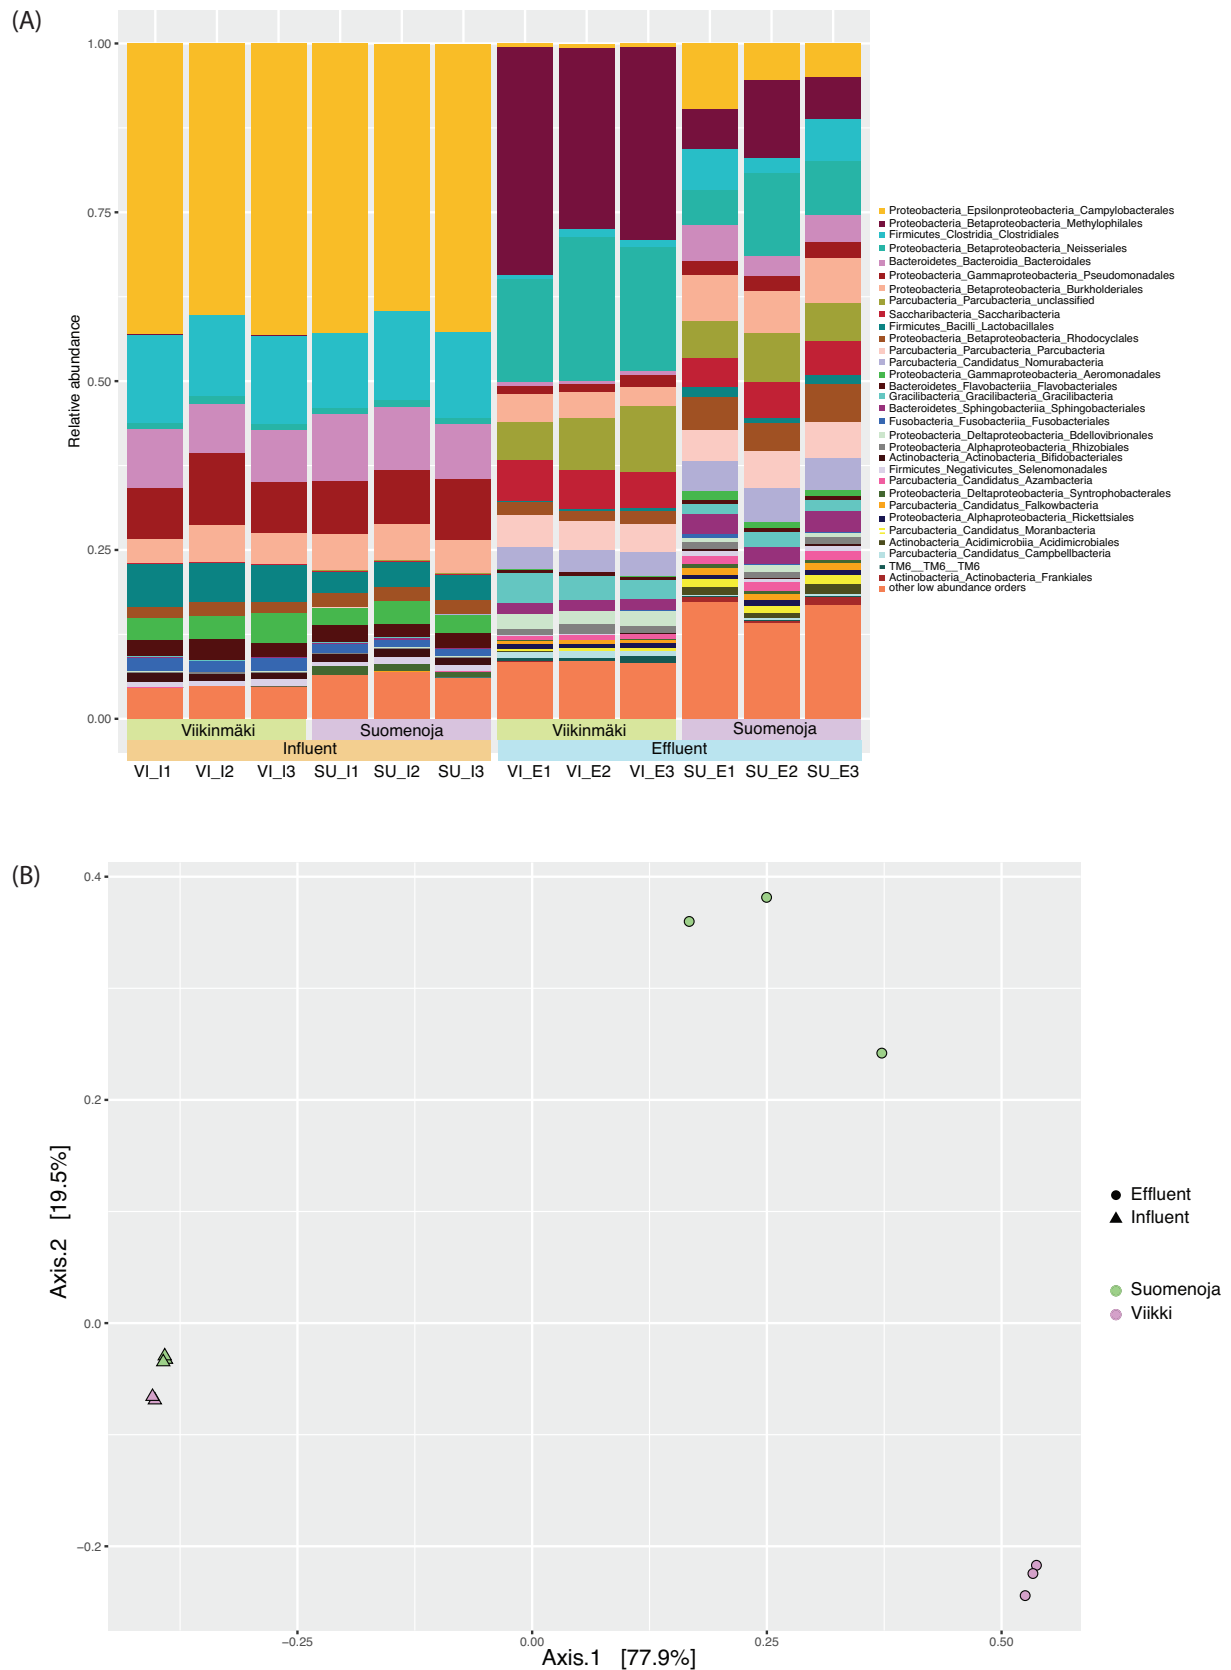 (A)
1.00
0.75
0.50
0.25
0.00
Relative abundance
Proteobacteria_Epsilonproteobacteria_Campylobacterales
Proteobacteria_Betaproteobacteria_Methylophilales
Firmicutes_Clostridia_Clostridiales
Proteobacteria_Betaproteobacteria_Neisseriales
Bacteroidetes_Bacteroidia_Bacteroidales
Proteobacteria_Gammaproteobacteria_Pseudomonadales
Proteobacteria_Betaproteobacteria_Burkholderiales
Parcubacteria_Parcubacteria_unclassified
Saccharibacteria_Saccharibacteria
Firmicutes_Bacilli_Lactobacillales
Proteobacteria_Betaproteobacteria_Rhodocyclales
Parcubacteria_Parcubacteria_Parcubacteria
Parcubacteria_Candidatus_Nomurabacteria
Proteobacteria_Gammaproteobacteria_Aeromonadales
Bacteroidetes_Flavobacteriia_Flavobacteriales
Gracilibacteria_Gracilibacteria_Gracilibacteria
Bacteroidetes_Sphingobacteriia_Sphingobacteriales
Fusobacteria_Fusobacteriia_Fusobacteriales
Proteobacteria_Deltaproteobacteria_Bdellovibrionales
Proteobacteria_Alphaproteobacteria_Rhizobiales
Actinobacteria_Actinobacteria_Bifidobacteriales
Firmicutes_Negativicutes_Selenomonadales
Parcubacteria_Candidatus_Azambacteria
Proteobacteria_Deltaproteobacteria_Syntrophobacterales
Parcubacteria_Candidatus_Falkowbacteria
Proteobacteria_Alphaproteobacteria_Rickettsiales
Parcubacteria_Candidatus_Moranbacteria
Actinobacteria_Acidimicrobiia_Acidimicrobiales
Parcubacteria_Candidatus_Campbellbacteria
TM6__TM6__TM6
Actinobacteria_Actinobacteria_Frankiales
other low abundance orders
Viikinmäki Suomenoja Viikinmäki Suomenoja
Influent Effluent
VI_I1 VI_I2 VI_I3 SU_I1 SU_I2 SU_I3 VI_E1 VI_E2 VI_E3 SU_E1 SU_E2 SU_E3
(B)
0.4
0.2
0.0
−0.2
Axis.2 [19.5%]
Effluent
Influent
Suomenoja
Viikki
−0.25 0.00 0.25 0.50
Axis.1 [77.9%]